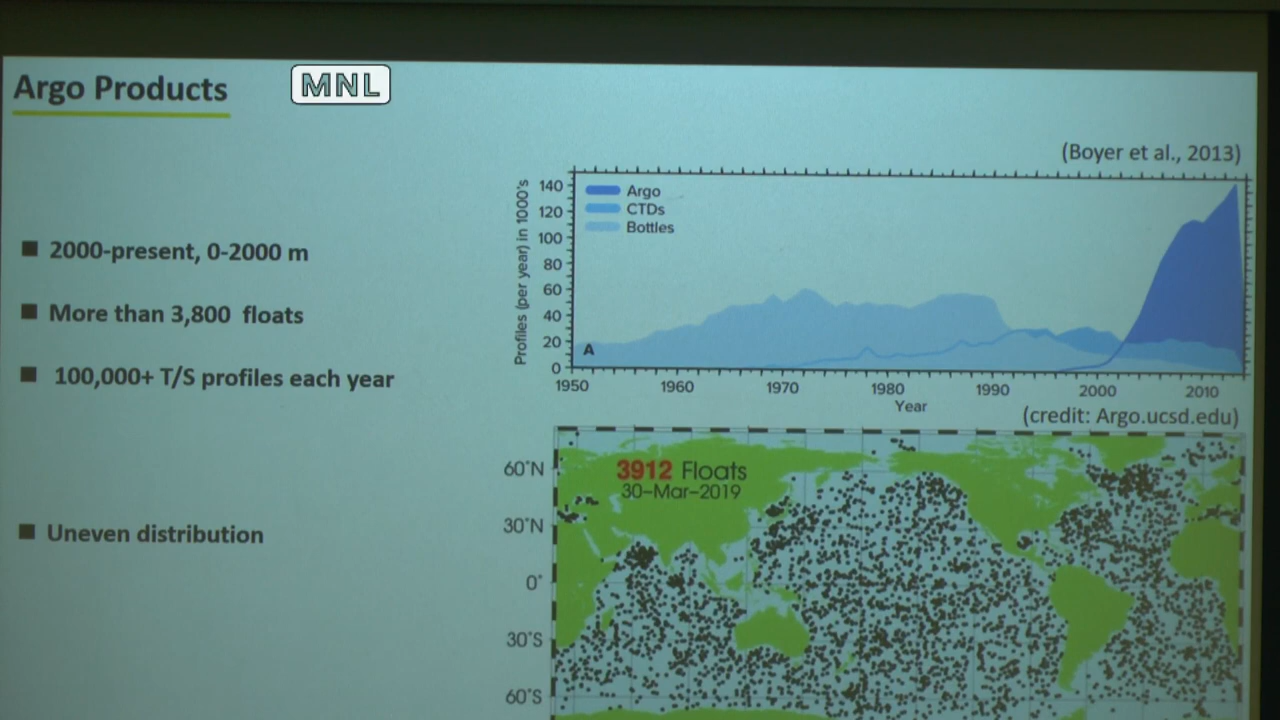 Argo Products
MNL
(Boyer et al., 2013)
2000-present, 0-2000 m
More than 3,800 floats
100,000+ T/S profiles each year
Uneven distribution
Profiles (per year) in 1000's
140
120
100
80
60
40
20
0
Argo
CTDs
Bottles
A
1950 1960 1970 1980 1990 2000 2010
Year
(credit: Argo.ucsd.edu)
3912 Floats
30-Mar-2019
60°N
30°N
0°
30°S
60°S